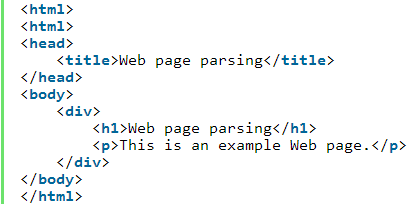 <html>
<html>
<head>
    <title>Web page parsing</title>
</head>
<body>
    <div>
        <h1>Web page parsing</h1>
        <p>This is an example Web page.</p>
    </div>
</body>
</html>